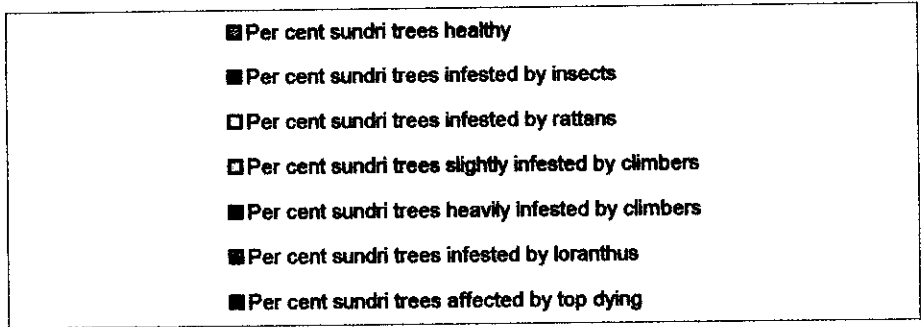 Per cent sundri trees healthy
Per cent sundri trees infested by insects
Per cent sundri trees infested by rattans
Per cent sundri trees slightly infested by climbers
Per cent sundri trees heavily infested by climbers
Per cent sundri trees infested by loranthus
Per cent sundri trees affected by top dying